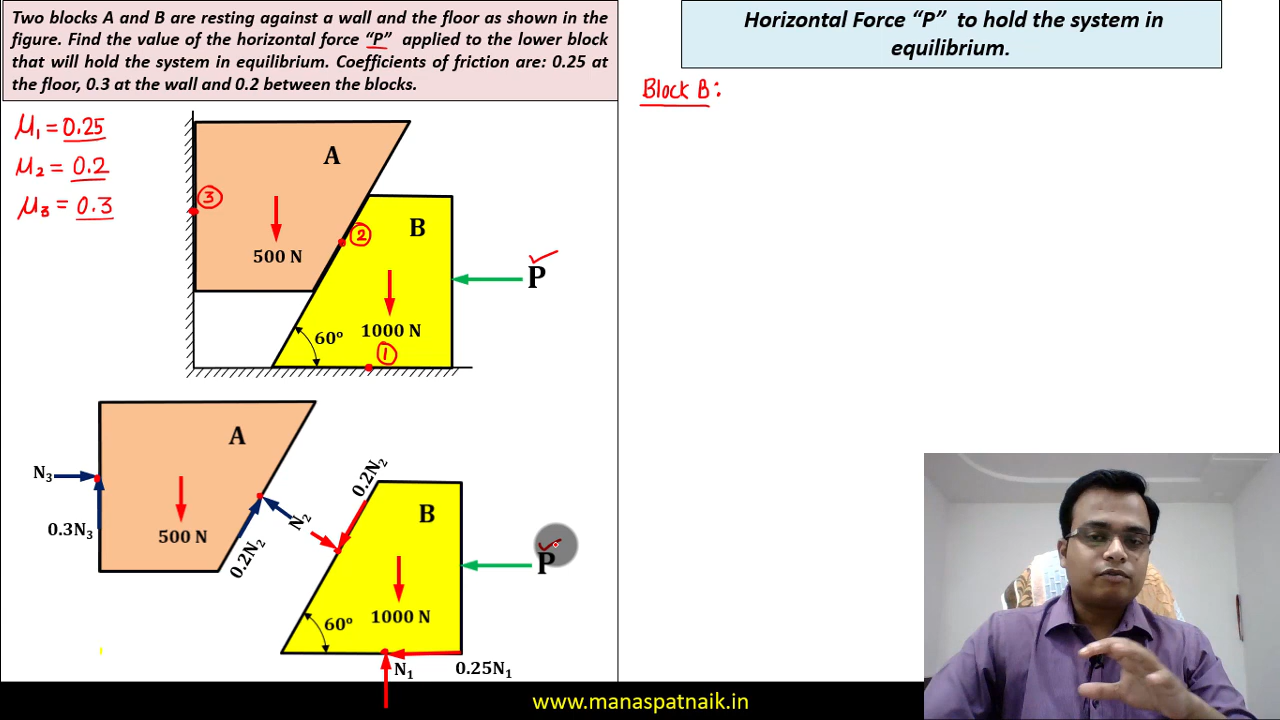 Two blocks A and B are resting against a wall and the floor as shown in the
figure. Find the value of the horizontal force “P” applied to the lower block
that will hold the system in equilibrium. Coefficients of friction are: 0.25 at
the floor, 0.3 at the wall and 0.2 between the blocks.
Horizontal Force “P” to hold the system in
equilibrium.
Block B:
μ₁ = 0.25
μ₂ = 0.2
μ₃ = 0.3
A
3
2
B
500 N
P
1000 N
60°
1
A
N₃
0.3N₃
500 N
0.2N₂
N₂
0.2N₂
B
P
1000 N
60°
N₁
0.25N₁
www.manaspatnaik.in